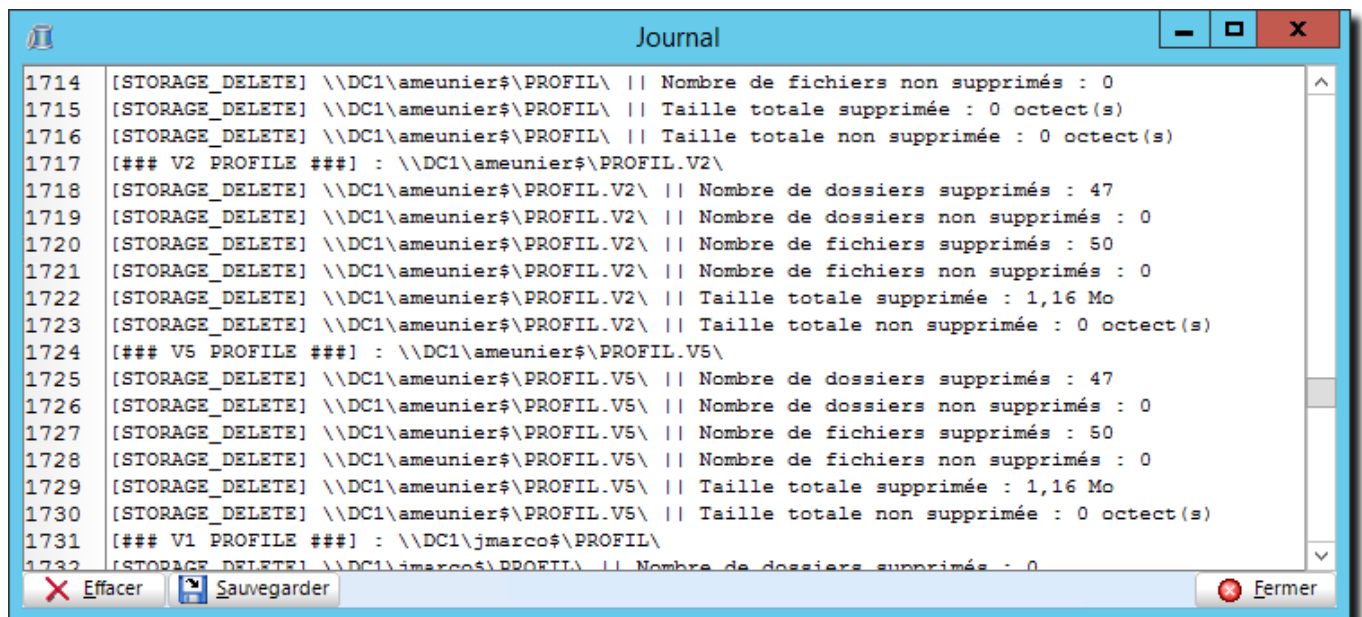 Journal
1714 [STORAGE_DELETE] \\DC1\ameunier$\PROFIL\ || Nombre de fichiers non supprimés : 0
1715 [STORAGE_DELETE] \\DC1\ameunier$\PROFIL\ || Taille totale supprimée : 0 octect(s)
1716 [STORAGE_DELETE] \\DC1\ameunier$\PROFIL\ || Taille totale non supprimée : 0 octect(s)
1717 [### V2 PROFILE ###] : \\DC1\ameunier$\PROFIL.V2\
1718 [STORAGE_DELETE] \\DC1\ameunier$\PROFIL.V2\ || Nombre de dossiers supprimés : 47
1719 [STORAGE_DELETE] \\DC1\ameunier$\PROFIL.V2\ || Nombre de dossiers non supprimés : 0
1720 [STORAGE_DELETE] \\DC1\ameunier$\PROFIL.V2\ || Nombre de fichiers supprimés : 50
1721 [STORAGE_DELETE] \\DC1\ameunier$\PROFIL.V2\ || Nombre de fichiers non supprimés : 0
1722 [STORAGE_DELETE] \\DC1\ameunier$\PROFIL.V2\ || Taille totale supprimée : 1,16 Mo
1723 [STORAGE_DELETE] \\DC1\ameunier$\PROFIL.V2\ || Taille totale non supprimée : 0 octect(s)
1724 [### V5 PROFILE ###] : \\DC1\ameunier$\PROFIL.V5\
1725 [STORAGE_DELETE] \\DC1\ameunier$\PROFIL.V5\ || Nombre de dossiers supprimés : 47
1726 [STORAGE_DELETE] \\DC1\ameunier$\PROFIL.V5\ || Nombre de dossiers non supprimés : 0
1727 [STORAGE_DELETE] \\DC1\ameunier$\PROFIL.V5\ || Nombre de fichiers supprimés : 50
1728 [STORAGE_DELETE] \\DC1\ameunier$\PROFIL.V5\ || Nombre de fichiers non supprimés : 0
1729 [STORAGE_DELETE] \\DC1\ameunier$\PROFIL.V5\ || Taille totale supprimée : 1,16 Mo
1730 [STORAGE_DELETE] \\DC1\ameunier$\PROFIL.V5\ || Taille totale non supprimée : 0 octect(s)
1731 [### V1 PROFILE ###] : \\DC1\jmarco$\PROFIL\
1732 [STORAGE_DELETE] \\DC1\jmarco$\PROFIL\ || Nombre de dossiers supprimés : 0
Effacer Sauvegarder Fermer